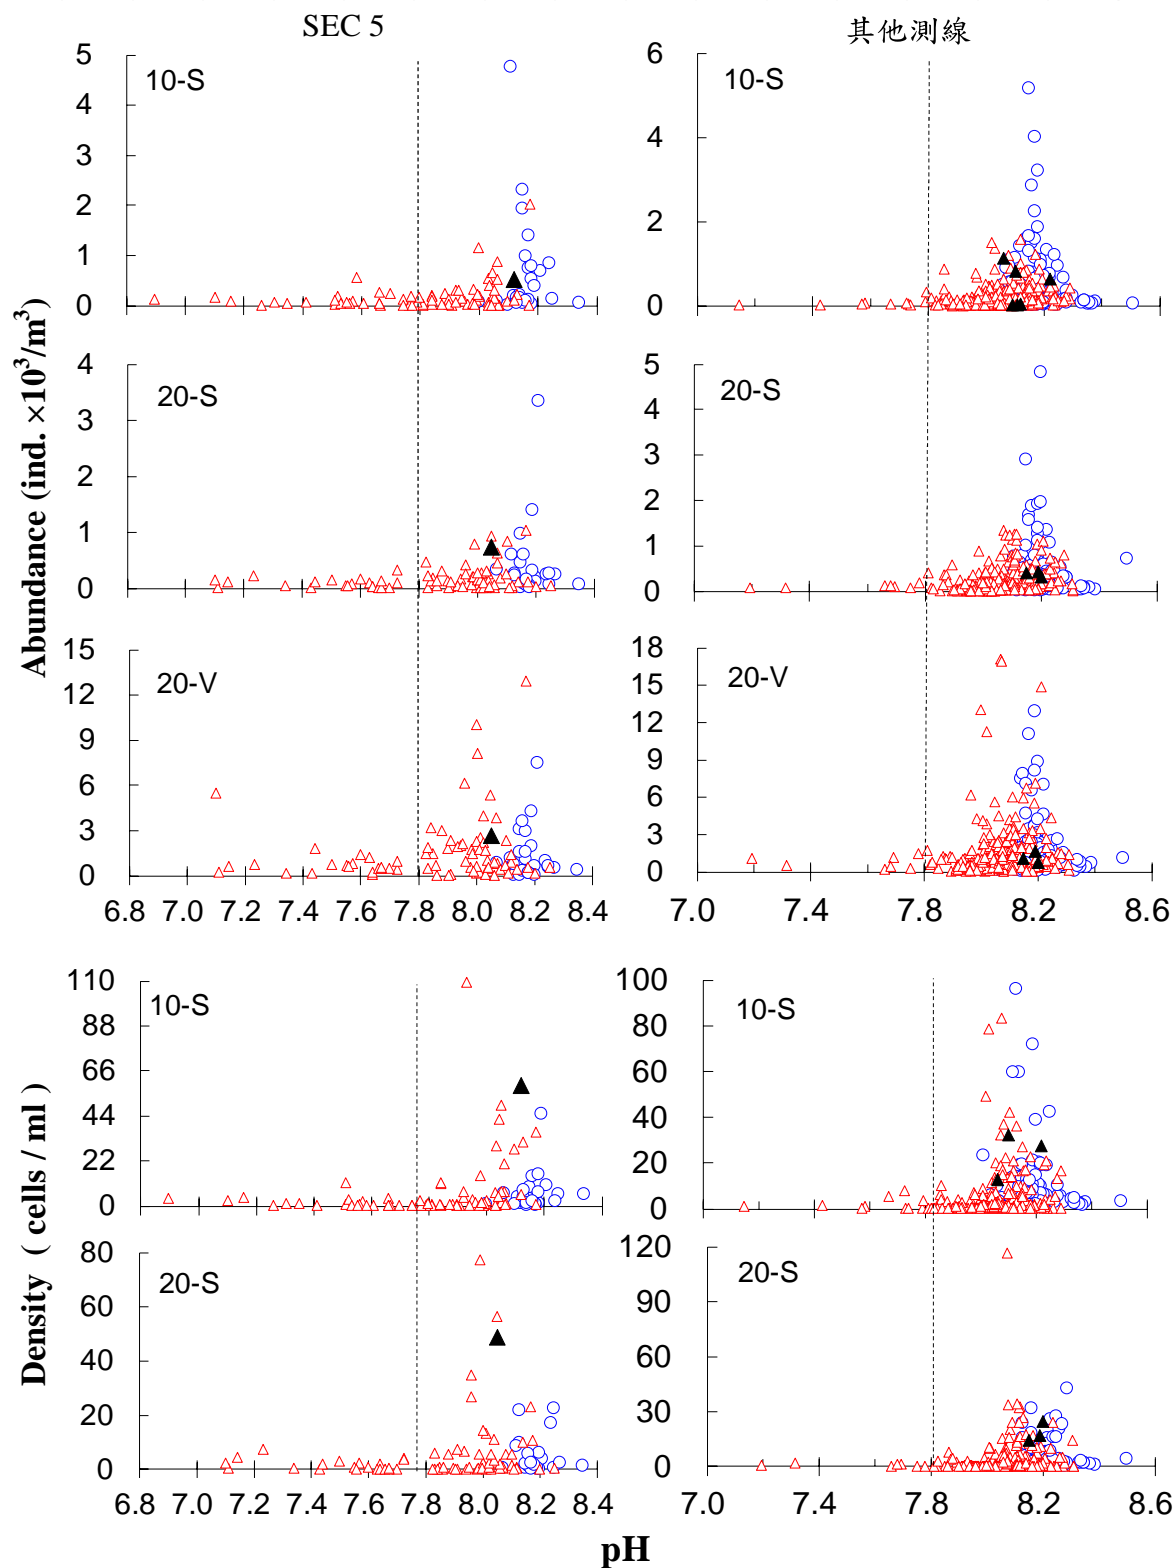 SEC 5
其他測線
Abundance (ind. ×10³/m³)
10-S
5
4
3
2
1
0
10-S
6
4
2
0
20-S
4
3
2
1
0
20-S
5
4
3
2
1
0
20-V
15
12
9
6
3
0
6.8 7.0 7.2 7.4 7.6 7.8 8.0 8.2 8.4
20-V
18
15
12
9
6
3
0
7.0 7.4 7.8 8.2 8.6
Density ( cells / ml )
10-S
110
88
66
44
22
0
10-S
100
80
60
40
20
0
20-S
80
60
40
20
0
6.8 7.0 7.2 7.4 7.6 7.8 8.0 8.2 8.4
20-S
120
90
60
30
0
7.0 7.4 7.8 8.2 8.6
pH